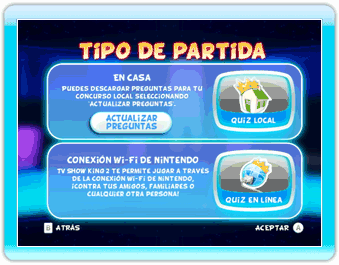 TIPO DE PARTIDA
EN CASA
PUEDES DESCARGAR PREGUNTAS PARA TU
CONCURSO LOCAL SELECCIONANDO
'ACTUALIZAR PREGUNTAS'.
ACTUALIZAR
PREGUNTAS
QUIZ LOCAL
CONEXIÓN WI-FI DE NINTENDO
TV SHOW KING 2 TE PERMITE JUGAR A TRAVÉS
DE LA CONEXIÓN WI-FI DE NINTENDO,
¡CONTRA TUS AMIGOS, FAMILIARES O
CUALQUIER OTRA PERSONA!
QUIZ EN LÍNEA
B ATRÁS
ACEPTAR A